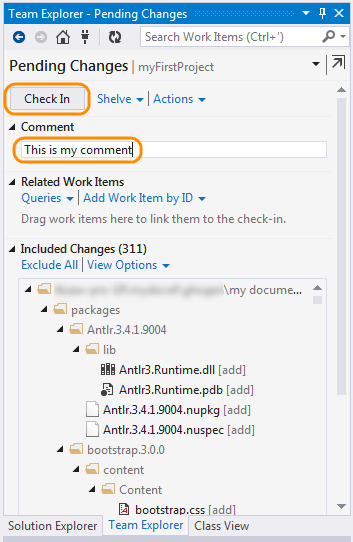 Team Explorer - Pending Changes
Search Work Items (Ctrl+')
Pending Changes | myFirstProject
Check In Shelve Actions
Comment
This is my comment
Related Work Items
Queries Add Work Item by ID
Drag work items here to link them to the check-in.
Included Changes (311)
Exclude All View Options
\my docume...
packages
Antlr.3.4.1.9004
lib
Antlr3.Runtime.dll [add]
Antlr3.Runtime.pdb [add]
Antlr.3.4.1.9004.nupkg [add]
Antlr.3.4.1.9004.nuspec [add]
bootstrap.3.0.0
content
Content
bootstrap.css [add]
Solution Explorer Team Explorer Class View